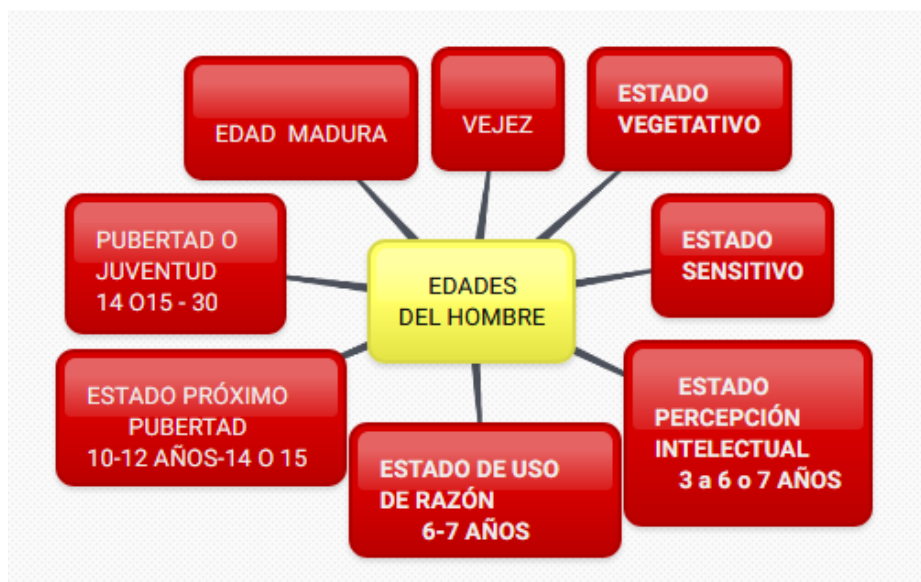 EDAD MADURA
VEJEZ
ESTADO
VEGETATIVO
PUBERTAD O
JUVENTUD
14 O15 - 30
EDADES
DEL HOMBRE
ESTADO
SENSITIVO
ESTADO PRÓXIMO
PUBERTAD
10-12 AÑOS-14 O 15
ESTADO DE USO
DE RAZÓN
6-7 AÑOS
ESTADO
PERCEPCIÓN
INTELECTUAL
3 a 6 o 7 AÑOS